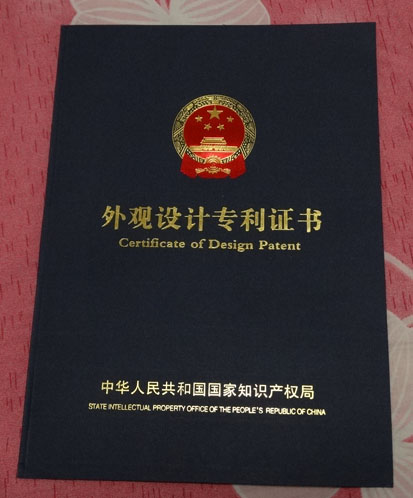 外观设计专利证书
Certificate of Design Patent
中华人民共和国国家知识产权局
STATE INTELLECTUAL PROPERTY OFFICE OF THE PEOPLE'S REPUBLIC OF CHINA